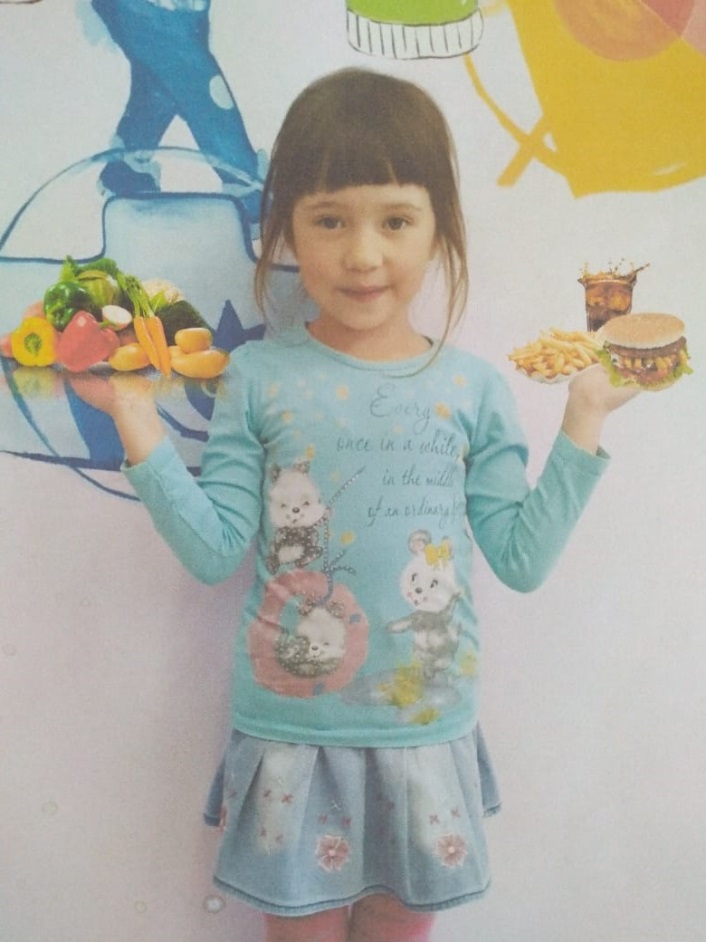 Every
once in a while,
in the middle
of an ordinary